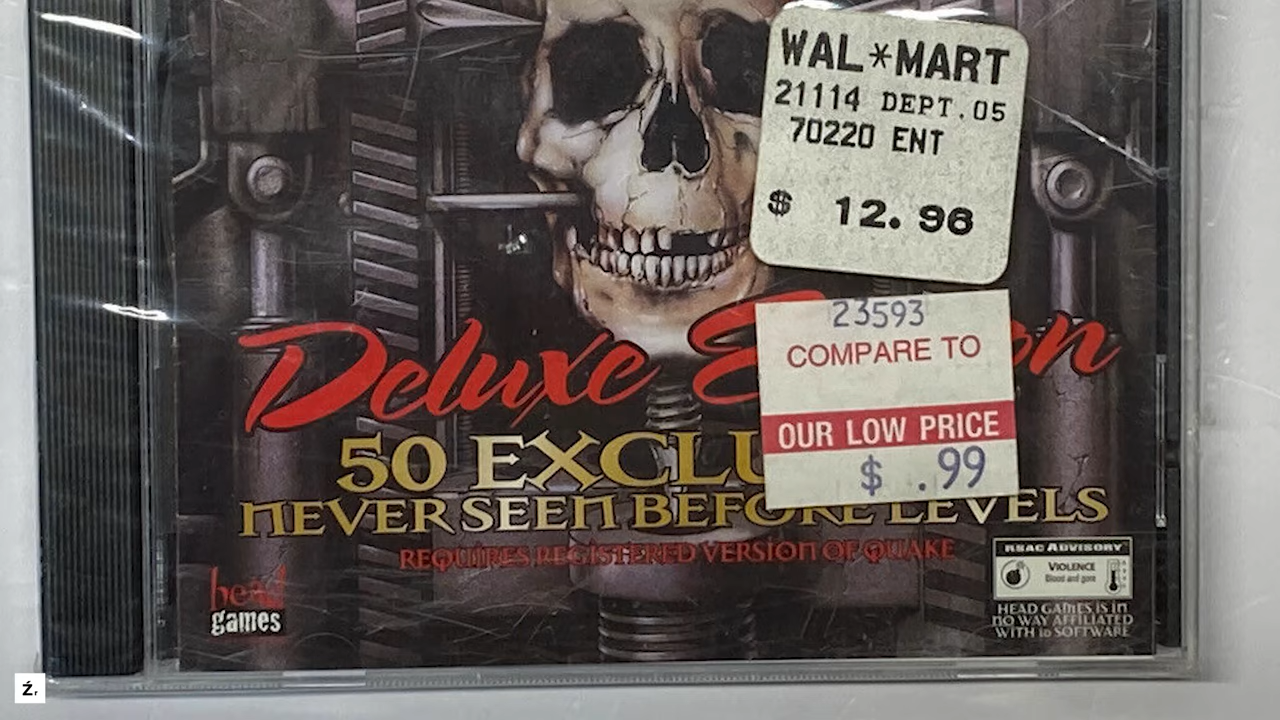 WAL*MART
21114 DEPT.05
70220 ENT
$ 12.96
23593
COMPARE TO
OUR LOW PRICE
$ .99
Deluxe
50
NEVER SEEN BEFORE LEVELS
REQUIRES REGISTERED VERSION OF QUAKE
head
games
RSAC ADVISORY
VIOLENCE
Blood and gore
HEAD GAMES IS IN
NO WAY AFFILIATED
WITH id SOFTWARE
Źr